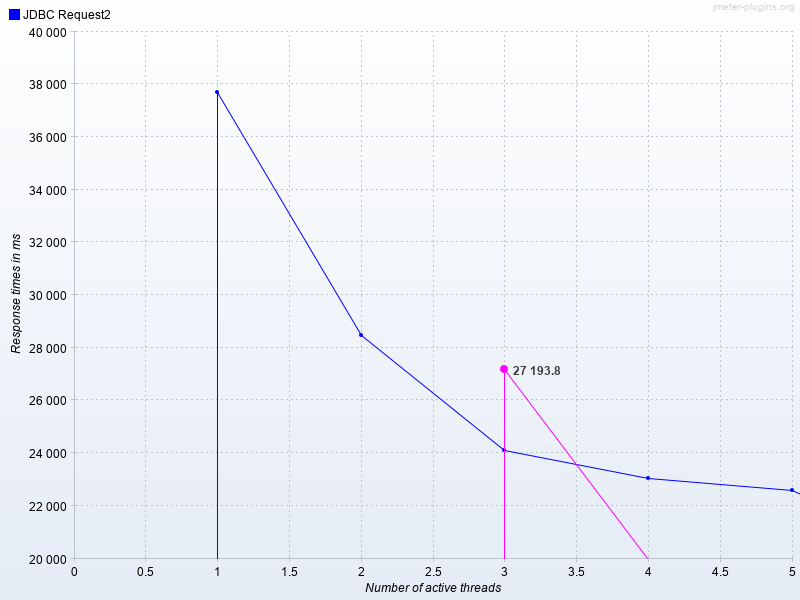 JDBC Request2
jmeter-plugins.org
40 000
38 000
36 000
34 000
32 000
30 000
28 000
26 000
24 000
22 000
20 000
Response times in ms
27 193.8
0 0.5 1 1.5 2 2.5 3 3.5 4 4.5 5
Number of active threads